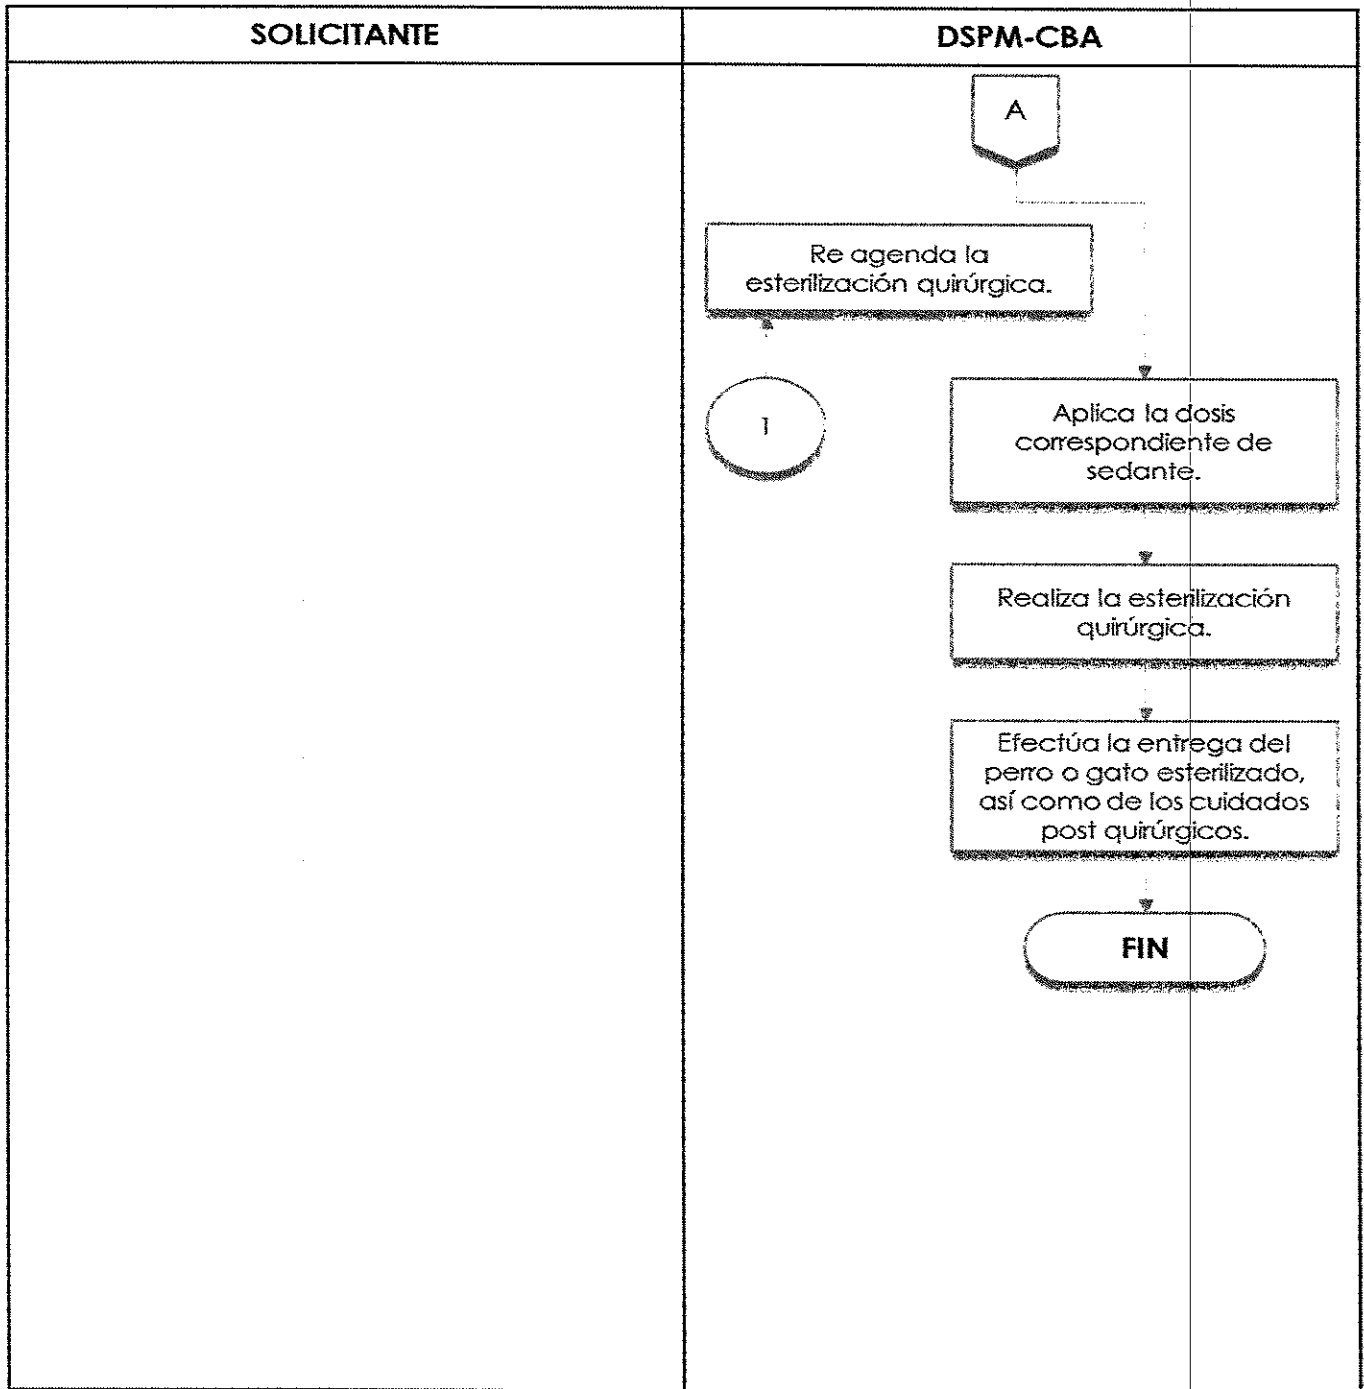 SOLICITANTE
DSPM-CBA
A
Re agenda la
esterilización quirúrgica.
1
Aplica la dosis
correspondiente de
sedante.
Realiza la esterilización
quirúrgica.
Efectúa la entrega del
perro o gato esterilizado,
así como de los cuidados
post quirúrgicos.
FIN